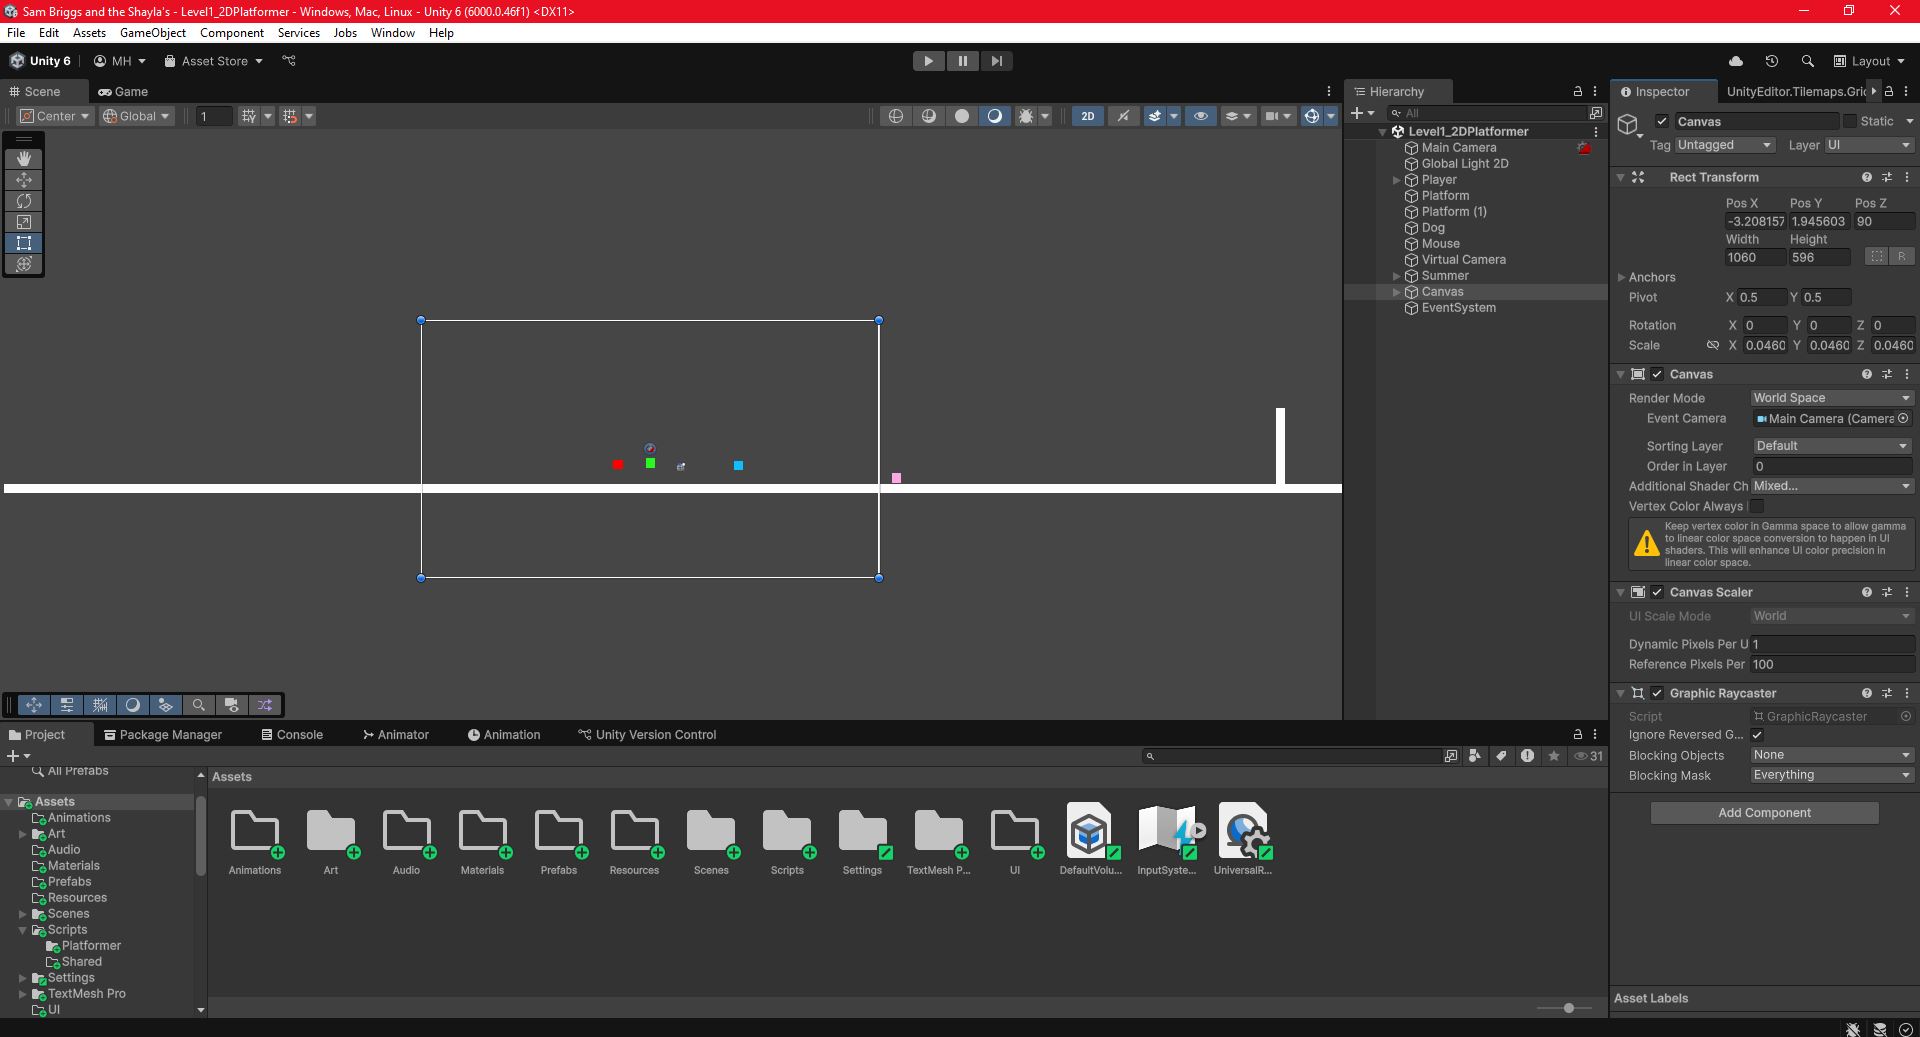 Sam Briggs and the Shayla's - Level1_2DPlatformer - Windows, Mac, Linux - Unity 6 (6000.0.46f1) <DX11>
File Edit Assets GameObject Component Services Jobs Window Help
Unity 6 MH Asset Store Layout
Scene Game
Center Global 1 2D
Hierarchy
All
Level1_2DPlatformer
Main Camera
Global Light 2D
Player
Platform
Platform (1)
Dog
Mouse
Virtual Camera
Summer
Canvas
EventSystem
Inspector UnityEditor.Tilemaps.Gric
Canvas Static
Tag Untagged Layer UI
Rect Transform
Pos X Pos Y Pos Z
-3.208157 1.945603 90
Width Height
1060 596 R
Anchors
Pivot X 0.5 Y 0.5
Rotation X 0 Y 0 Z 0
Scale X 0.0460 Y 0.0460 Z 0.0460
Canvas
Render Mode World Space
Event Camera Main Camera (Camera
Sorting Layer Default
Order in Layer 0
Additional Shader Ch Mixed...
Vertex Color Always
Keep vertex color in Gamma space to allow gamma
to linear color space conversion to happen in UI
shaders. This will enhance UI color precision in
linear color space.
Canvas Scaler
UI Scale Mode World
Dynamic Pixels Per U 1
Reference Pixels Per 100
Graphic Raycaster
Script GraphicRaycaster
Ignore Reversed G...
Blocking Objects None
Blocking Mask Everything
Add Component
Asset Labels
Project Package Manager Console Animator Animation Unity Version Control
31
All Prefabs
Assets
Animations
Art
Audio
Materials
Prefabs
Resources
Scenes
Scripts
Platformer
Shared
Settings
TextMesh Pro
UI
Assets
Animations Art Audio Materials Prefabs Resources Scenes Scripts Settings TextMesh P... UI DefaultVolu... InputSyste... UniversalR...